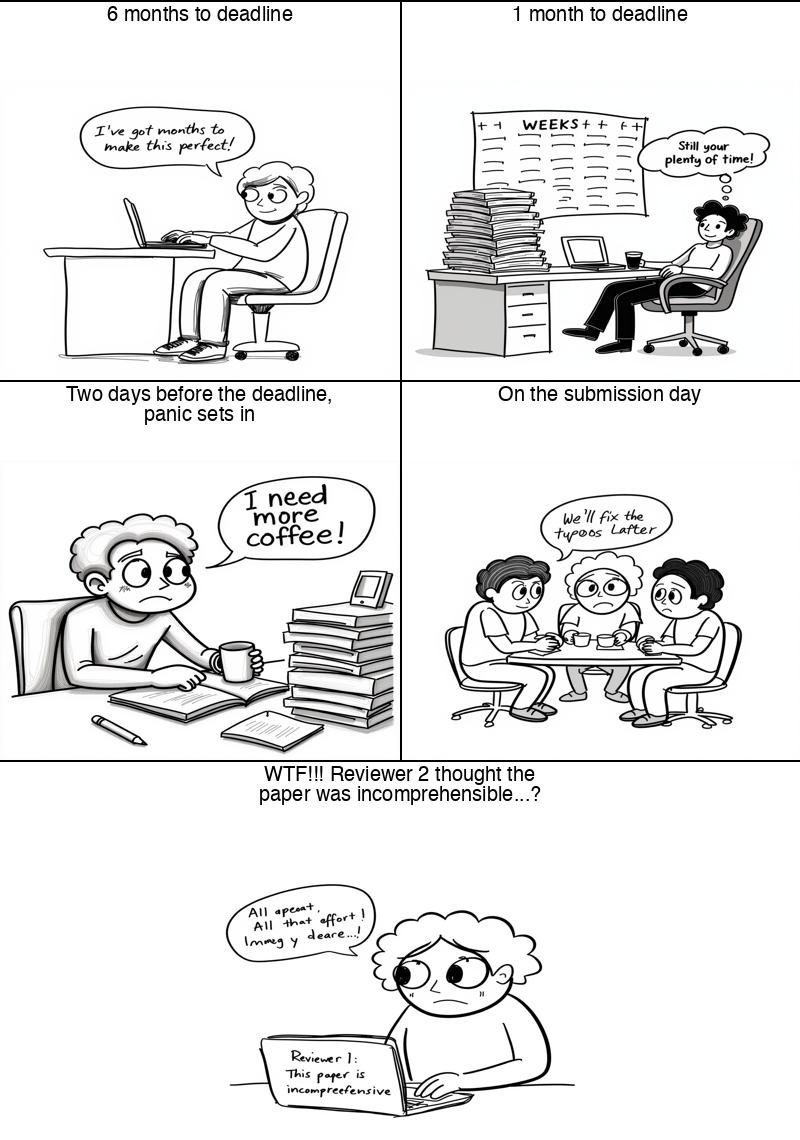 6 months to deadline
I've got months to
make this perfect!
1 month to deadline
WEEKS
Still your
plenty of time!
Two days before the deadline,
panic sets in
I need
more
coffee!
On the submission day
We'll fix the
typoos Lafter
WTF!!! Reviewer 2 thought the
paper was incomprehensible...?
All apeat,
All that effort!
Immeg y deare...!
Reviewer 1:
This paper is
incompreefensive